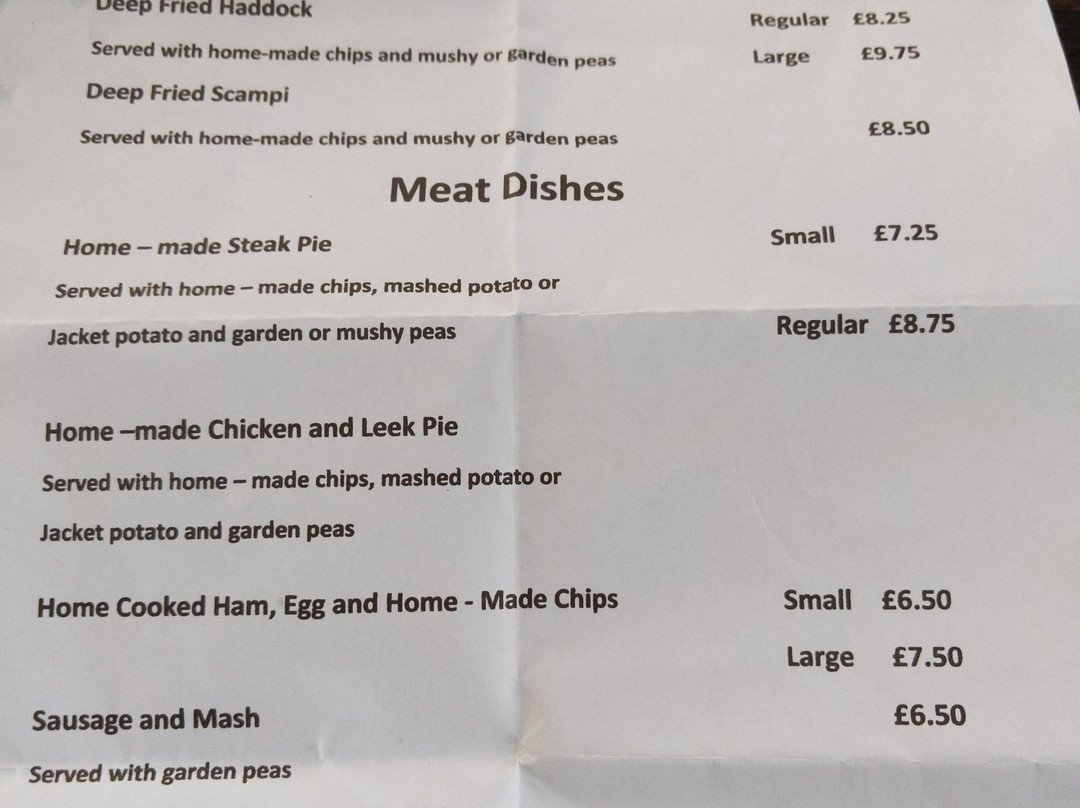 Deep Fried Haddock Regular £8.25
Served with home-made chips and mushy or garden peas Large £9.75
Deep Fried Scampi
Served with home-made chips and mushy or garden peas £8.50
Meat Dishes
Home – made Steak Pie Small £7.25
Served with home – made chips, mashed potato or
Jacket potato and garden or mushy peas Regular £8.75
Home –made Chicken and Leek Pie
Served with home – made chips, mashed potato or
Jacket potato and garden peas
Home Cooked Ham, Egg and Home - Made Chips Small £6.50
Large £7.50
Sausage and Mash £6.50
Served with garden peas